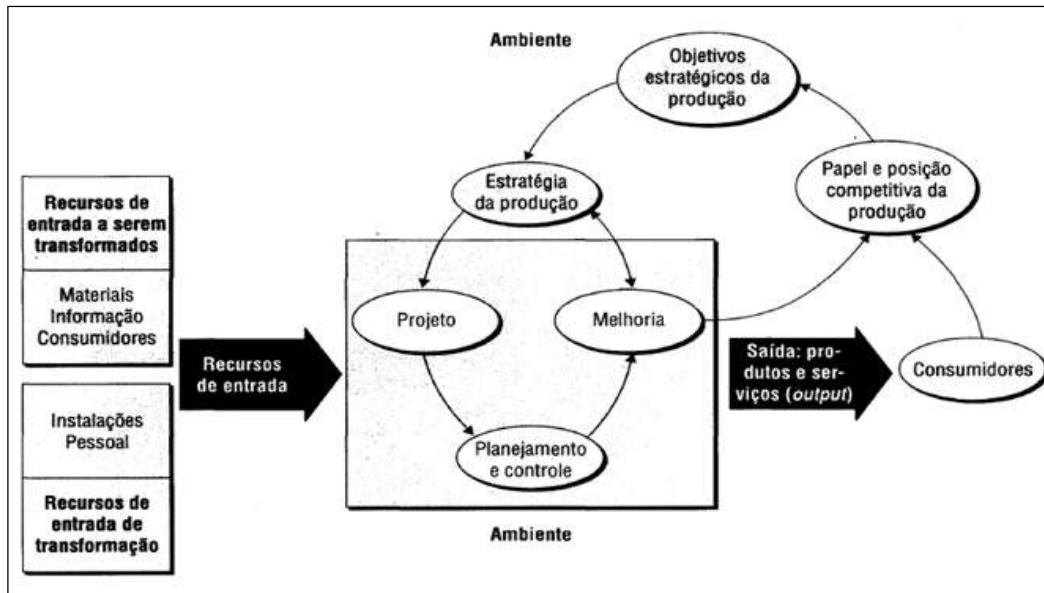 Ambiente
Objetivos
estratégicos da
produção
Estratégia
da produção
Papel e posição
competitiva da
produção
Recursos de
entrada a serem
transformados
Materiais
Informação
Consumidores
Instalações
Pessoal
Recursos de
entrada de
transformação
Recursos
de entrada
Projeto
Melhoria
Planejamento
e controle
Saída: pro-
dutos e ser-
viços (output)
Consumidores
Ambiente